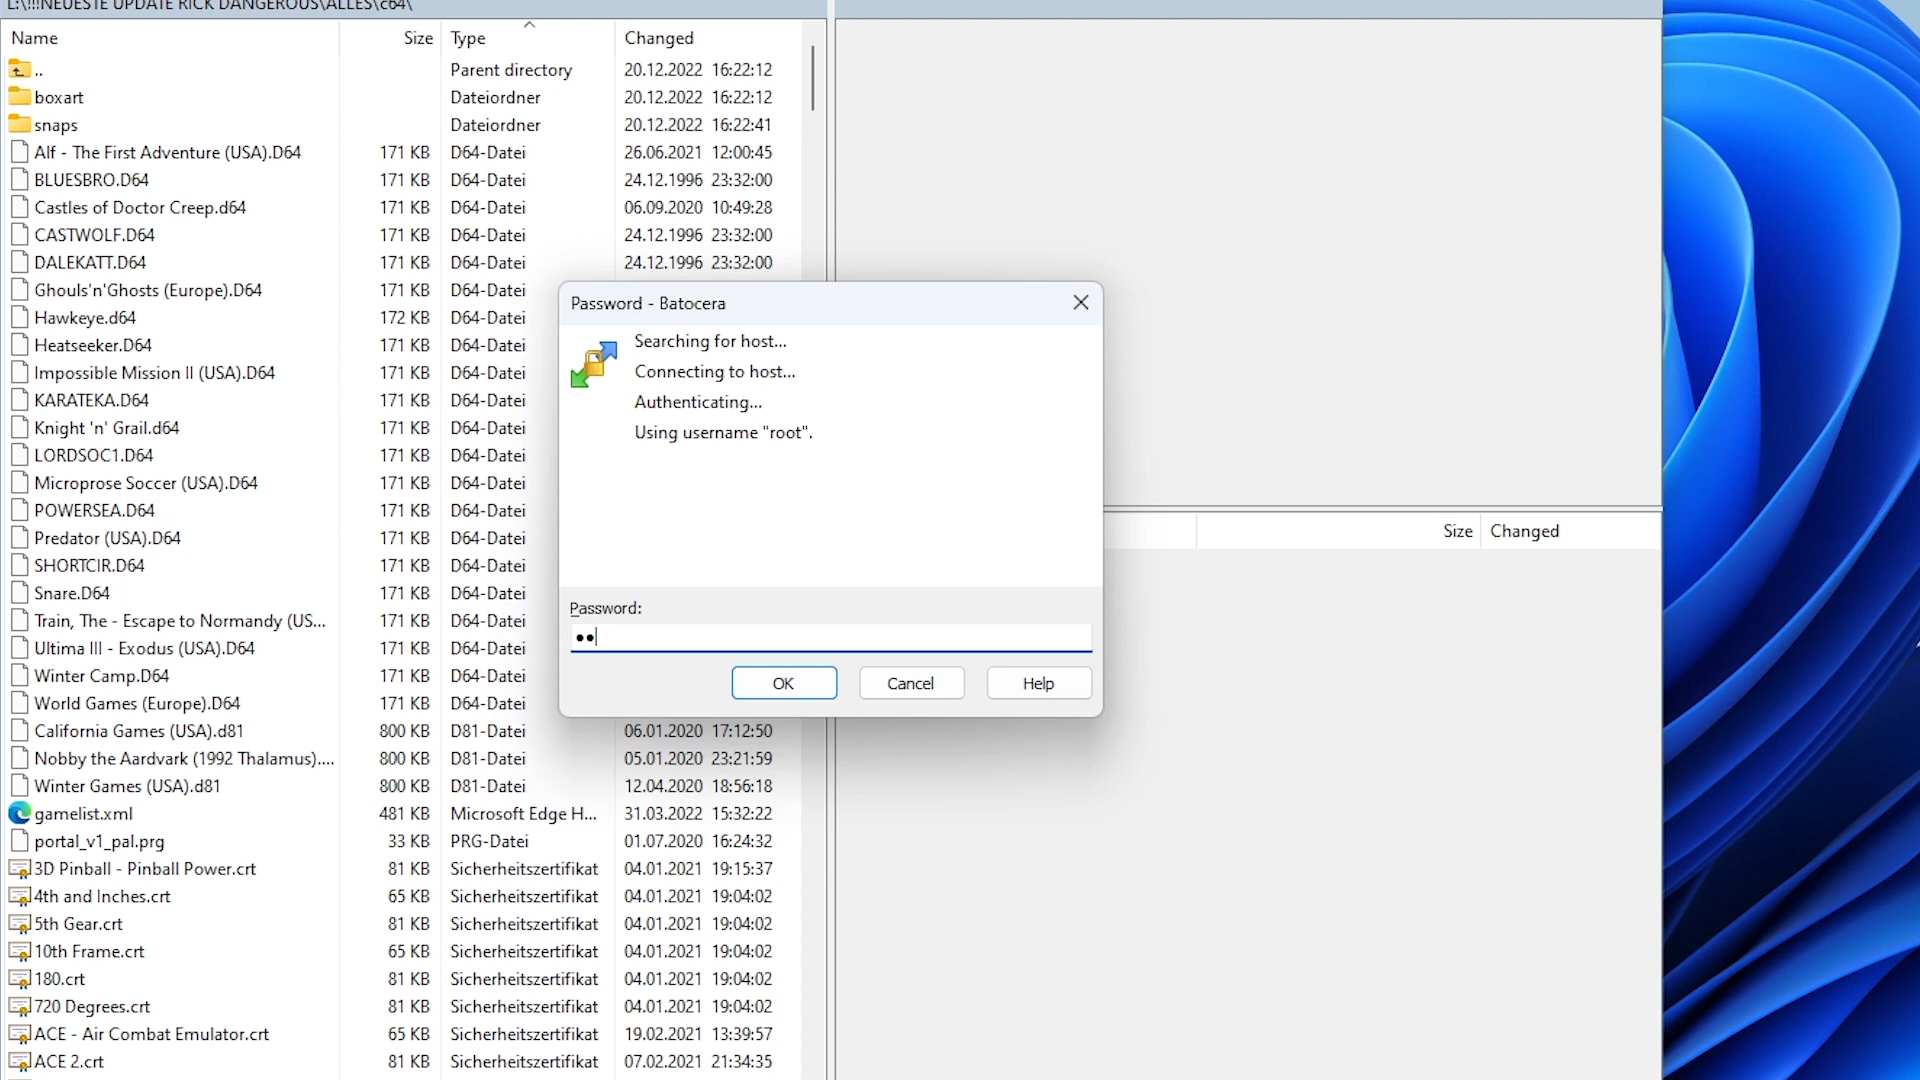 L:\!!!NEUESTE UPDATE RICK DANGEROUS\ALLES\c64\
Name Size Type Changed
.. Parent directory 20.12.2022 16:22:12
boxart Dateiordner 20.12.2022 16:22:12
snaps Dateiordner 20.12.2022 16:22:41
Alf - The First Adventure (USA).D64 171 KB D64-Datei 26.06.2021 12:00:45
BLUESBRO.D64 171 KB D64-Datei 24.12.1996 23:32:00
Castles of Doctor Creep.d64 171 KB D64-Datei 06.09.2020 10:49:28
CASTWOLF.D64 171 KB D64-Datei 24.12.1996 23:32:00
DALEKATT.D64 171 KB D64-Datei 24.12.1996 23:32:00
Ghouls'n'Ghosts (Europe).D64 171 KB D64-Datei
Hawkeye.d64 172 KB D64-Datei
Heatseeker.D64 171 KB D64-Datei
Impossible Mission II (USA).D64 171 KB D64-Datei
KARATEKA.D64 171 KB D64-Datei
Knight 'n' Grail.d64 171 KB D64-Datei
LORDSOC1.D64 171 KB D64-Datei
Microprose Soccer (USA).D64 171 KB D64-Datei
POWERSEA.D64 171 KB D64-Datei
Predator (USA).D64 171 KB D64-Datei
SHORTCIR.D64 171 KB D64-Datei
Snare.D64 171 KB D64-Datei
Train, The - Escape to Normandy (US... 171 KB D64-Datei
Ultima III - Exodus (USA).D64 171 KB D64-Datei
Winter Camp.D64 171 KB D64-Datei
World Games (Europe).D64 171 KB D64-Datei
California Games (USA).d81 800 KB D81-Datei 06.01.2020 17:12:50
Nobby the Aardvark (1992 Thalamus).... 800 KB D81-Datei 05.01.2020 23:21:59
Winter Games (USA).d81 800 KB D81-Datei 12.04.2020 18:56:18
gamelist.xml 481 KB Microsoft Edge H... 31.03.2022 15:32:22
portal_v1_pal.prg 33 KB PRG-Datei 01.07.2020 16:24:32
3D Pinball - Pinball Power.crt 81 KB Sicherheitszertifikat 04.01.2021 19:15:37
4th and Inches.crt 65 KB Sicherheitszertifikat 04.01.2021 19:04:02
5th Gear.crt 81 KB Sicherheitszertifikat 04.01.2021 19:04:02
10th Frame.crt 65 KB Sicherheitszertifikat 04.01.2021 19:04:02
180.crt 81 KB Sicherheitszertifikat 04.01.2021 19:04:02
720 Degrees.crt 81 KB Sicherheitszertifikat 04.01.2021 19:04:02
ACE - Air Combat Emulator.crt 65 KB Sicherheitszertifikat 19.02.2021 13:39:57
ACE 2.crt 81 KB Sicherheitszertifikat 07.02.2021 21:34:35
Password - Batocera
Searching for host...
Connecting to host...
Authenticating...
Using username "root".
Password:
●●
OK Cancel Help
Size Changed